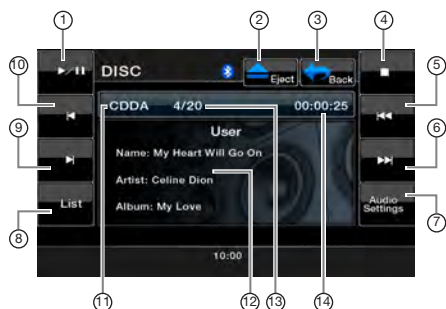 ① ② ③ ④
DISC Eject Back
⑩ ⑤
CDDA 4/20 00:00:25
User
Name: My Heart Will Go On
⑨ ⑥
Artist: Celine Dion
List Album: My Love Audio Settings
⑧ ⑦
10:00
⑪ ⑫ ⑬ ⑭